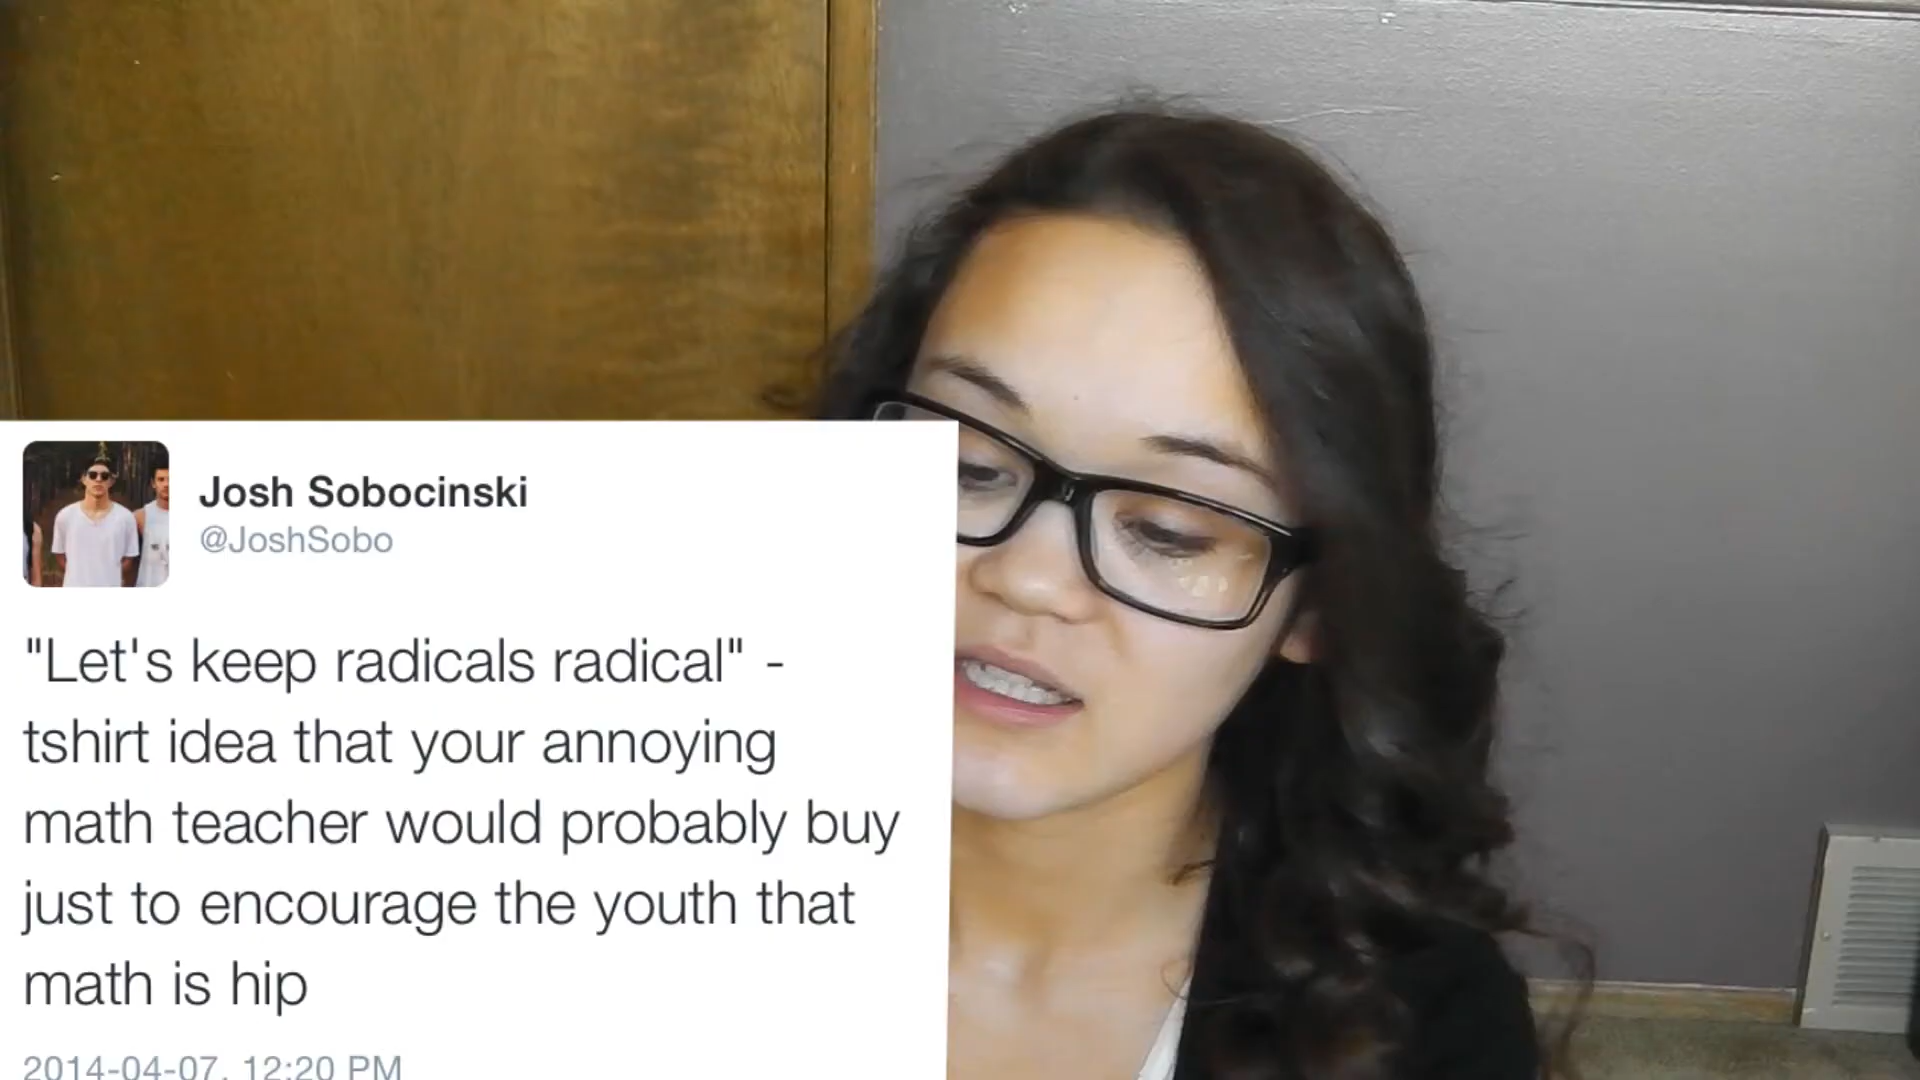 Josh Sobocinski
@JoshSobo
"Let's keep radicals radical" -
tshirt idea that your annoying
math teacher would probably buy
just to encourage the youth that
math is hip
2014-04-07, 12:20 PM